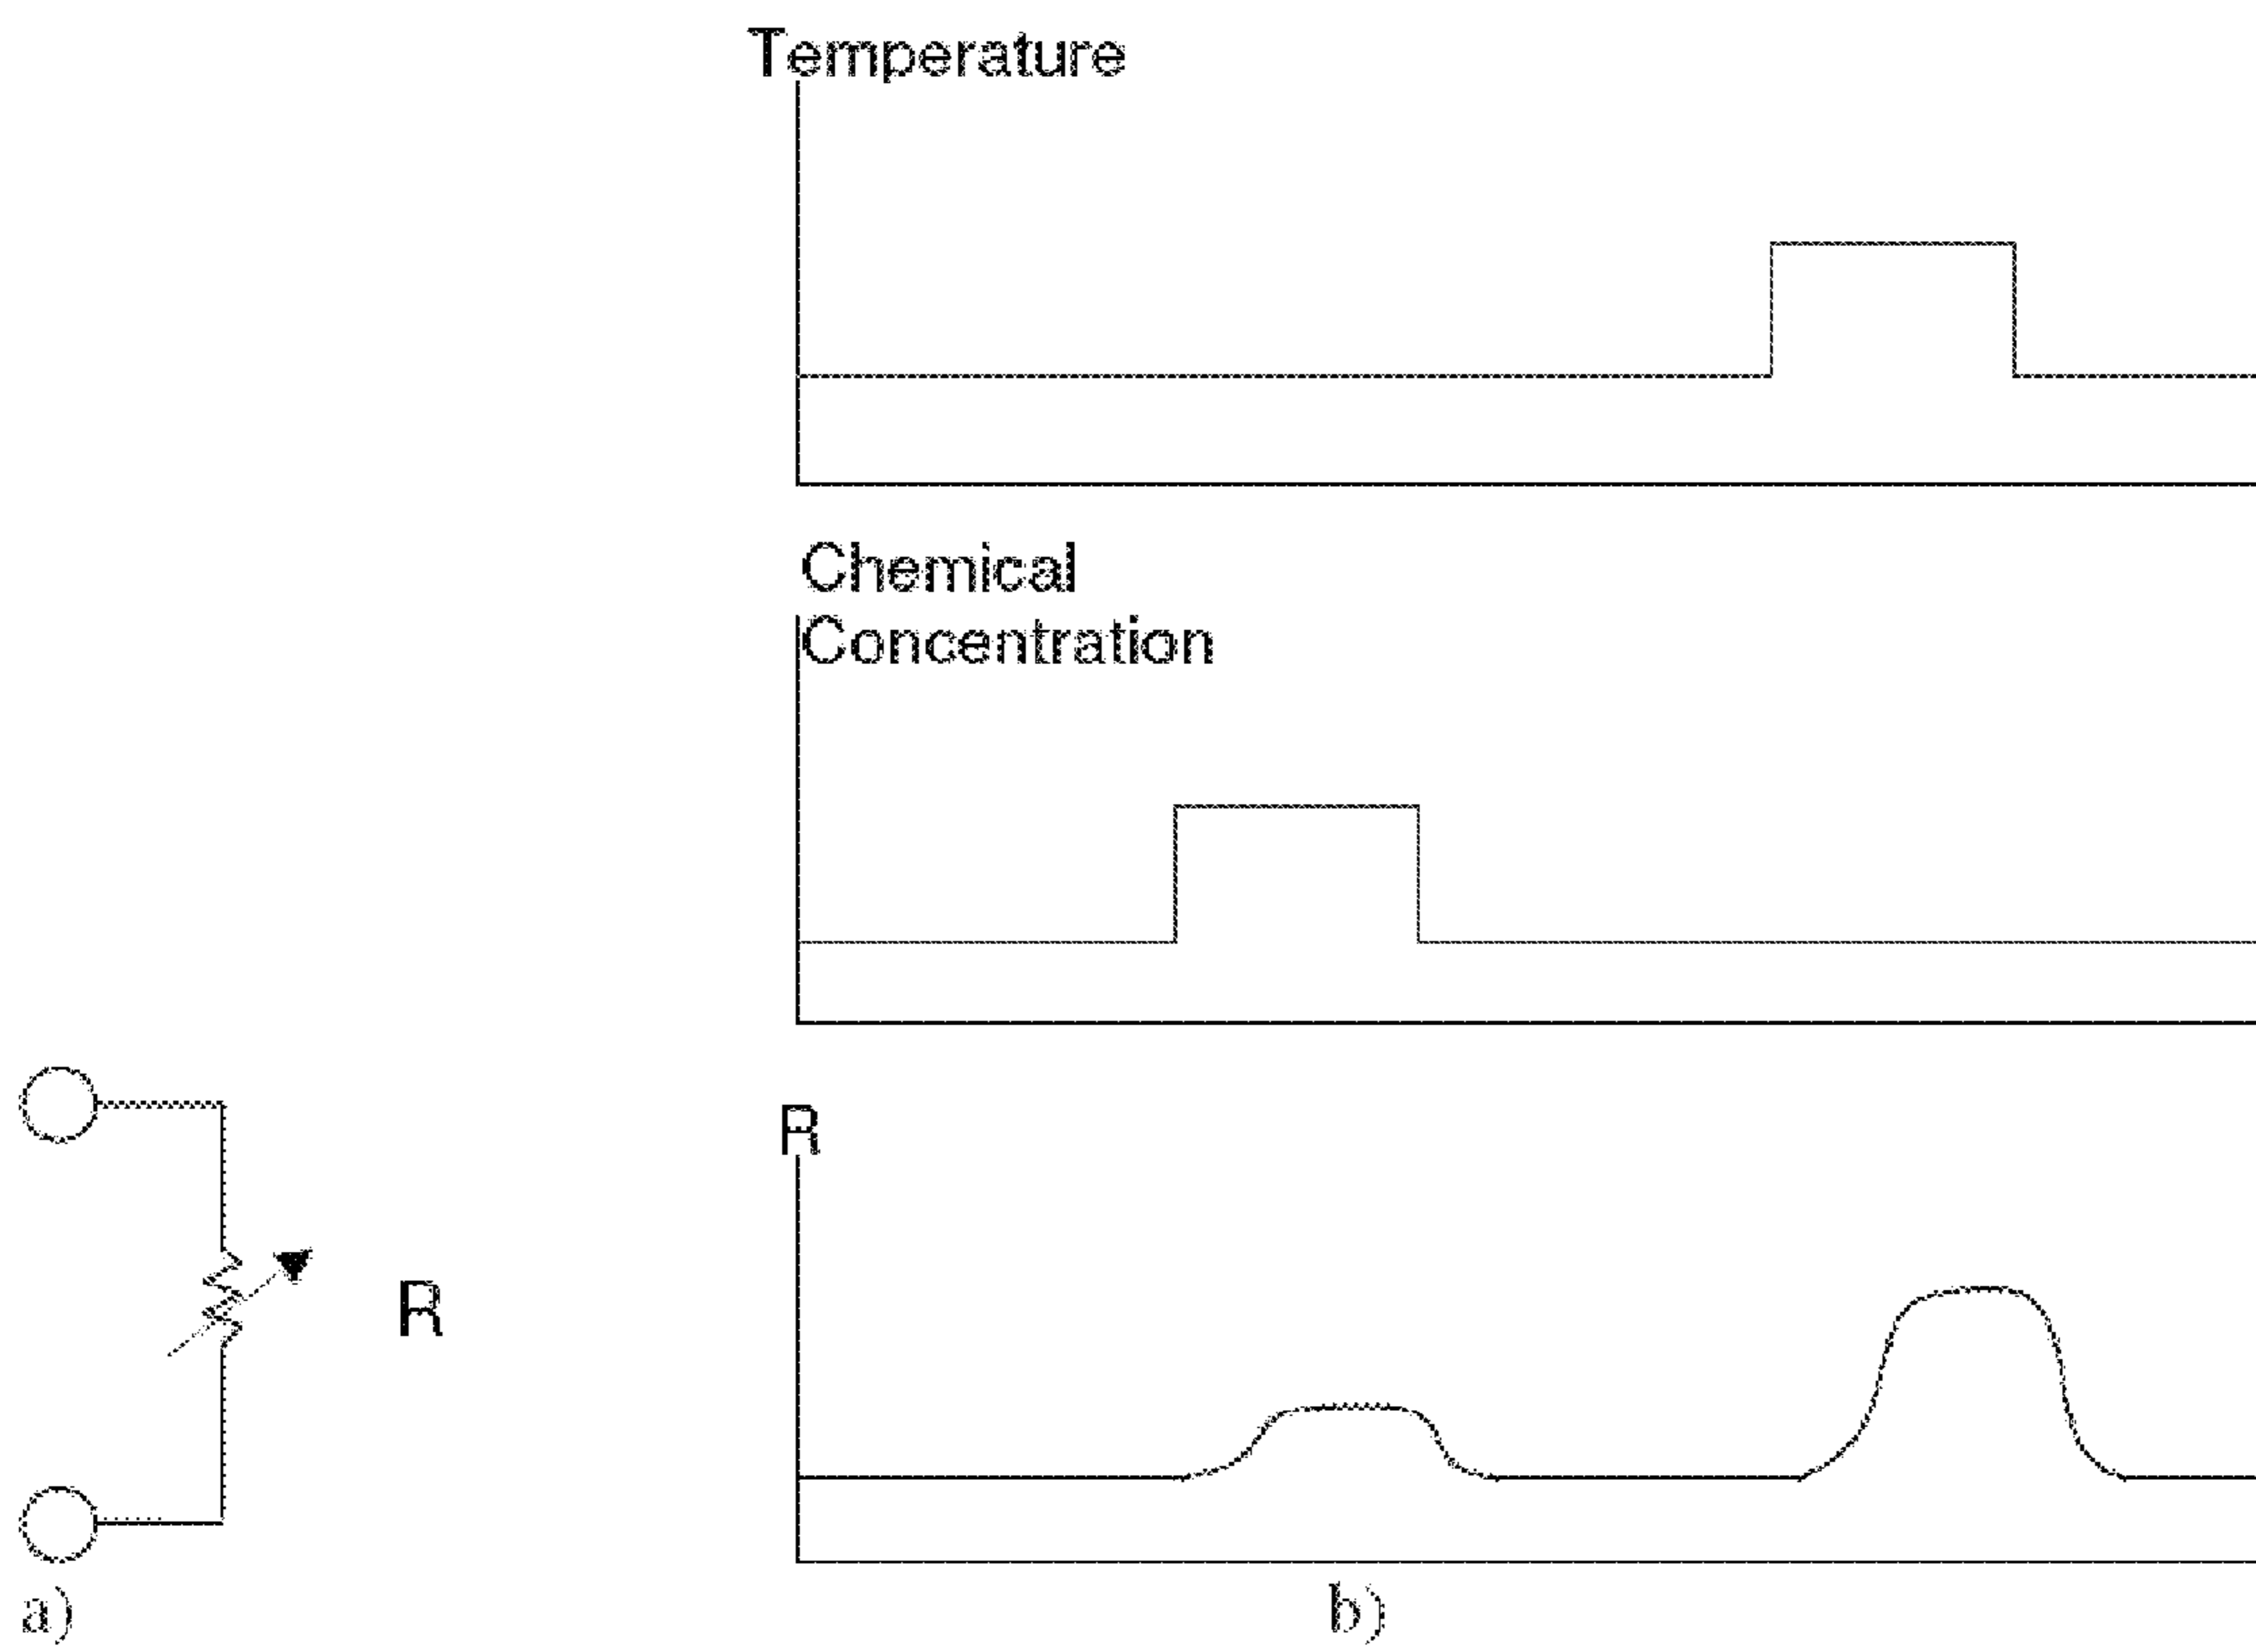 Temperature
Chemical
Concentration
R
R
a)
b)